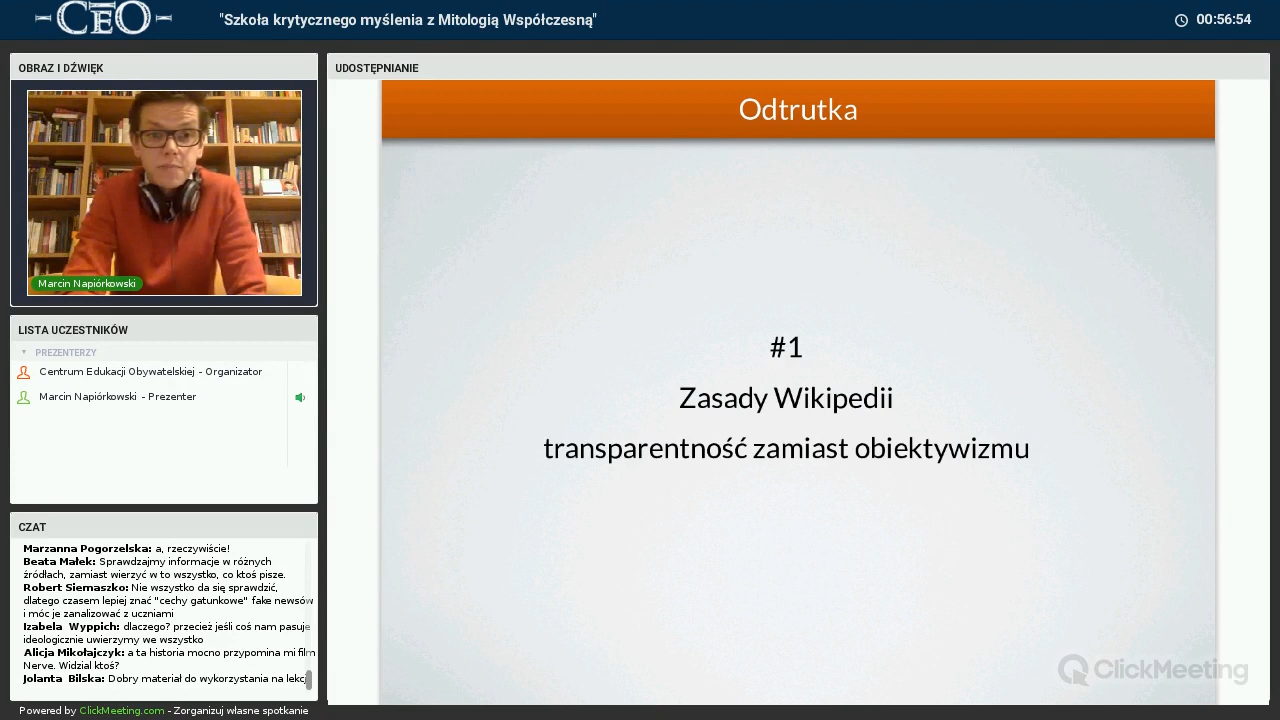 CEO
"Szkoła krytycznego myślenia z Mitologią Współczesną"
00:56:54
OBRAZ I DŹWIĘK
Marcin Napiórkowski
LISTA UCZESTNIKÓW
PREZENTERZY
Centrum Edukacji Obywatelskiej - Organizator
Marcin Napiórkowski - Prezenter
CZAT
Marzanna Pogorzelska: a, rzeczywiście!
Beata Małek: Sprawdzajmy informacje w różnych
źródłach, zamiast wierzyć w to wszystko, co ktoś pisze.
Robert Siemaszko: Nie wszystko da się sprawdzić,
dlatego czasem lepiej znać "cechy gatunkowe" fake newsów
i móc je zanalizować z uczniami
Izabela Wyppich: dlaczego? przecież jeśli coś nam pasuje
ideologicznie uwierzymy we wszystko
Alicja Mikołajczyk: a ta historia mocno przypomina mi film
Nerve. Widzial ktoś?
Jolanta Bilska: Dobry materiał do wykorzystania na lekcj
Powered by ClickMeeting.com - Zorganizuj własne spotkanie
UDOSTĘPNIANIE
Odtrutka
#1
Zasady Wikipedii
transparentność zamiast obiektywizmu
ClickMeeting